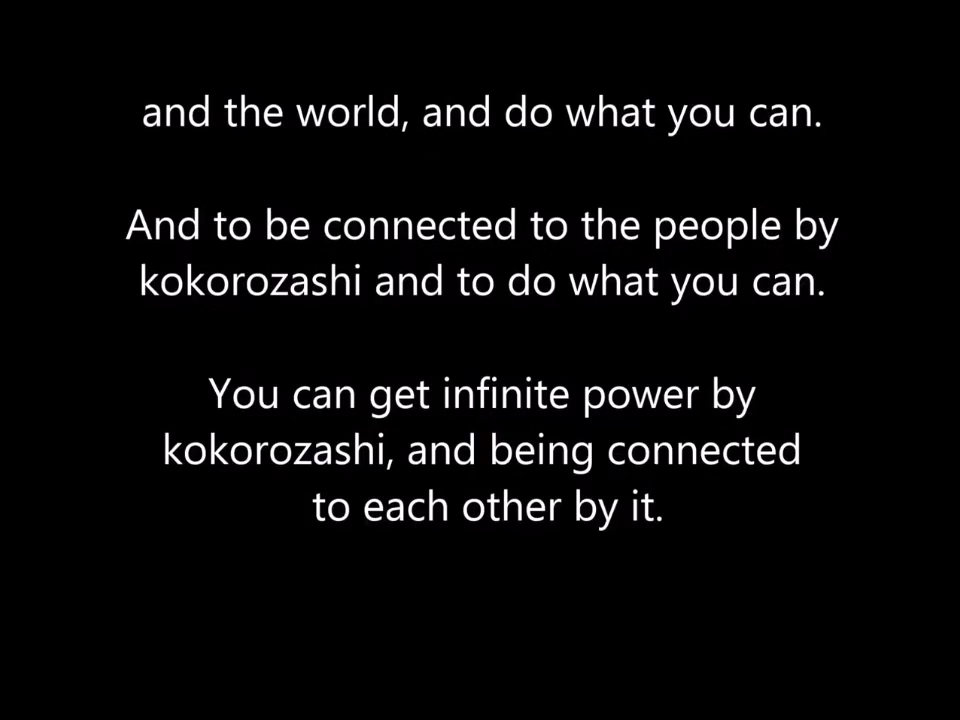 and the world, and do what you can.
And to be connected to the people by
kokorozashi and to do what you can.
You can get infinite power by
kokorozashi, and being connected
to each other by it.